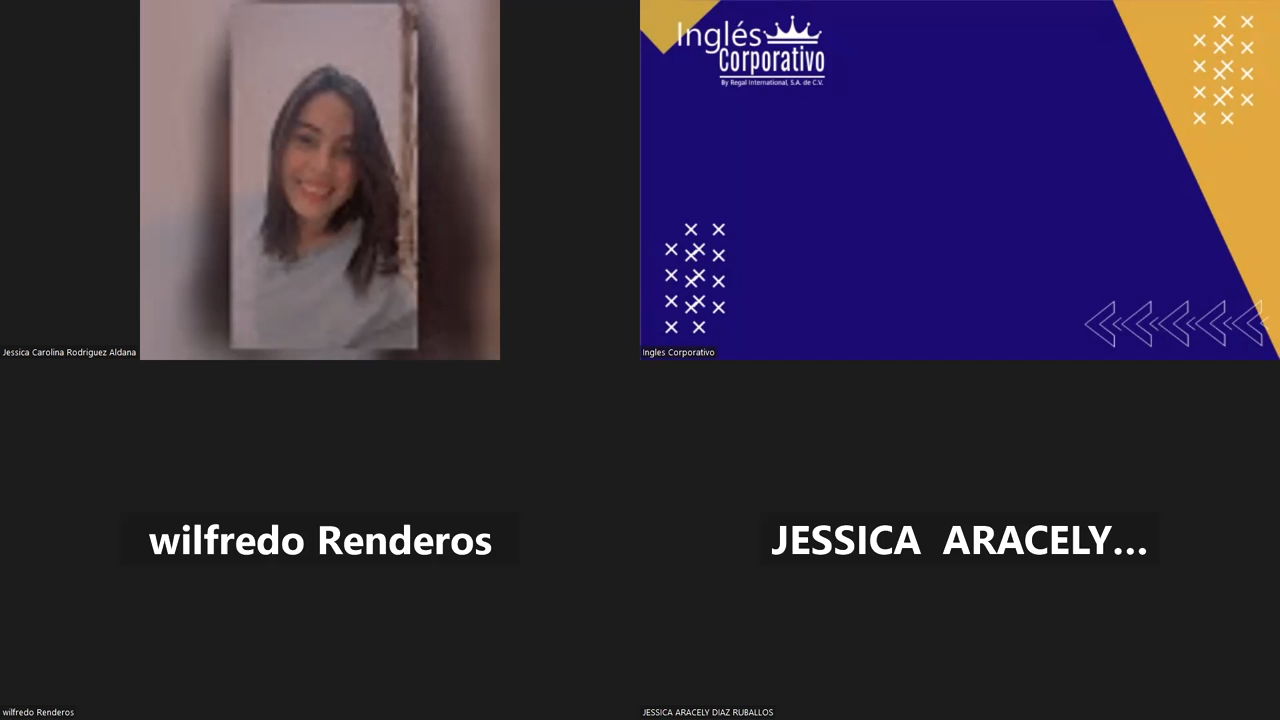 Inglés
Corporativo
By Regal International, S.A. de C.V.
Jessica Carolina Rodriguez Aldana
Ingles Corporativo
wilfredo Renderos
JESSICA ARACELY...
wilfredo Renderos
JESSICA ARACELY DIAZ RUBALLOS